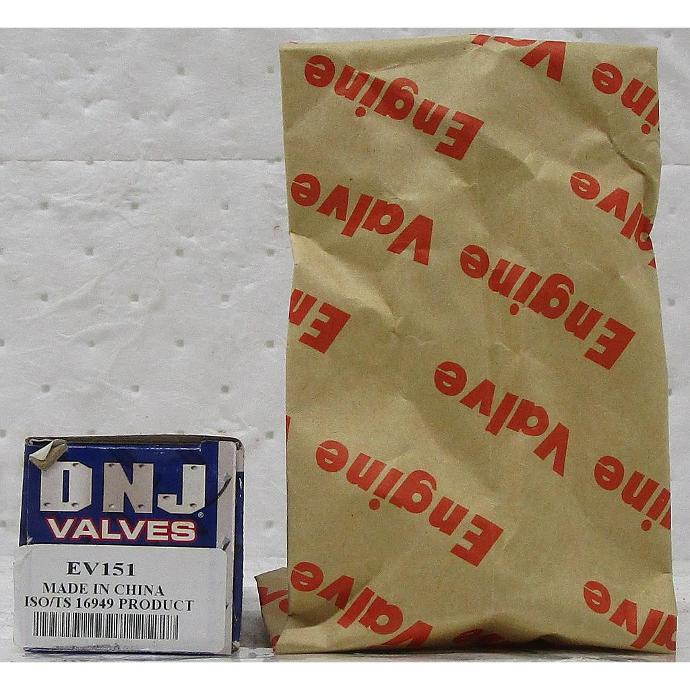 DNJ
®
VALVES
EV151
MADE IN CHINA
ISO/TS 16949 PRODUCT
Engine
Valve
Engine Valve
Engine Valve
Engine Valve
Engine